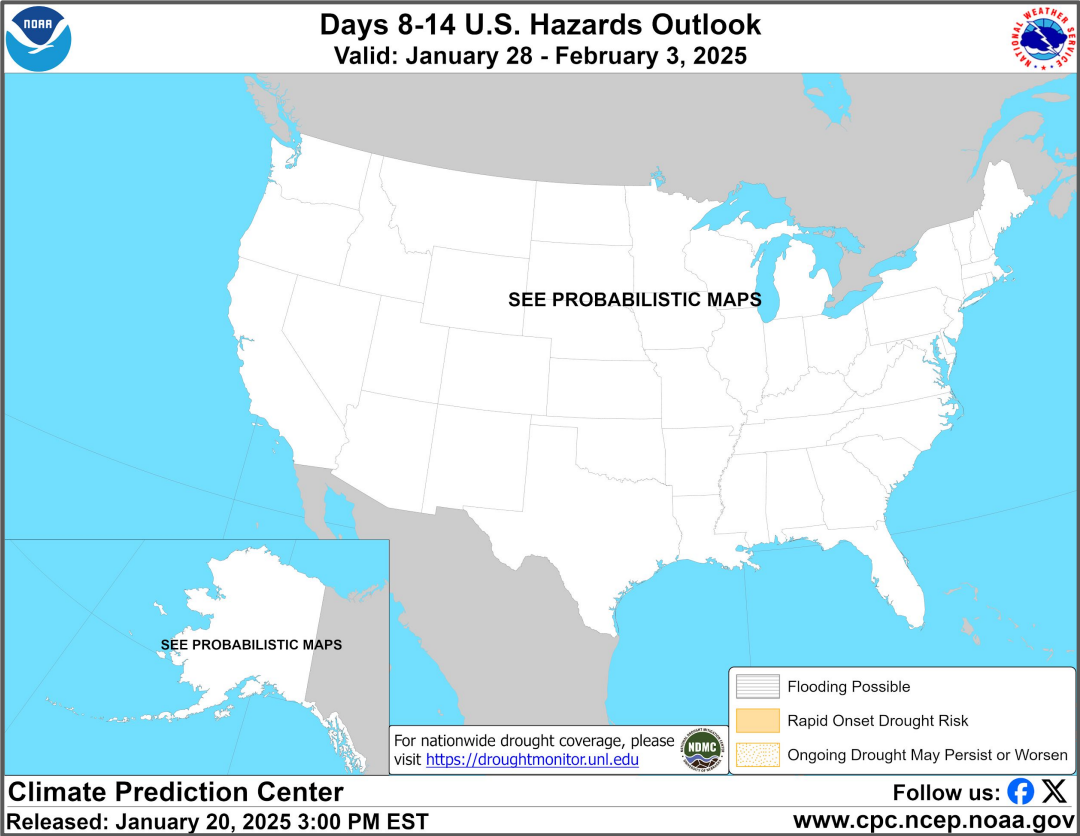 NOAA
Days 8-14 U.S. Hazards Outlook
Valid: January 28 - February 3, 2025
NATIONAL WEATHER SERVICE
SEE PROBABILISTIC MAPS
SEE PROBABILISTIC MAPS
For nationwide drought coverage, please
visit https://droughtmonitor.unl.edu
NDMC
Flooding Possible
Rapid Onset Drought Risk
Ongoing Drought May Persist or Worsen
Climate Prediction Center
Released: January 20, 2025 3:00 PM EST
Follow us:
www.cpc.ncep.noaa.gov